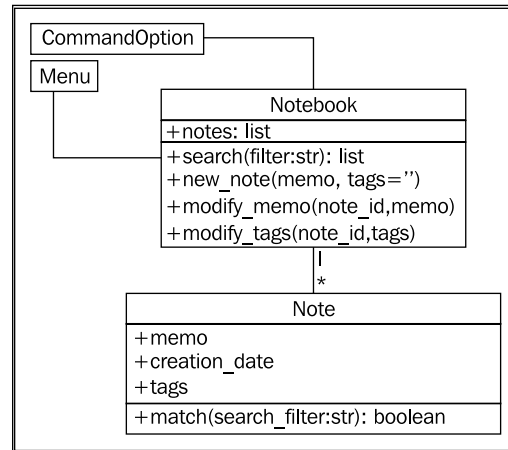 CommandOption
Menu
Notebook
+notes: list
+search(filter:str): list
+new_note(memo, tags='')
+modify_memo(note_id,memo)
+modify_tags(note_id,tags)
I
*
Note
+memo
+creation_date
+tags
+match(search_filter:str): boolean